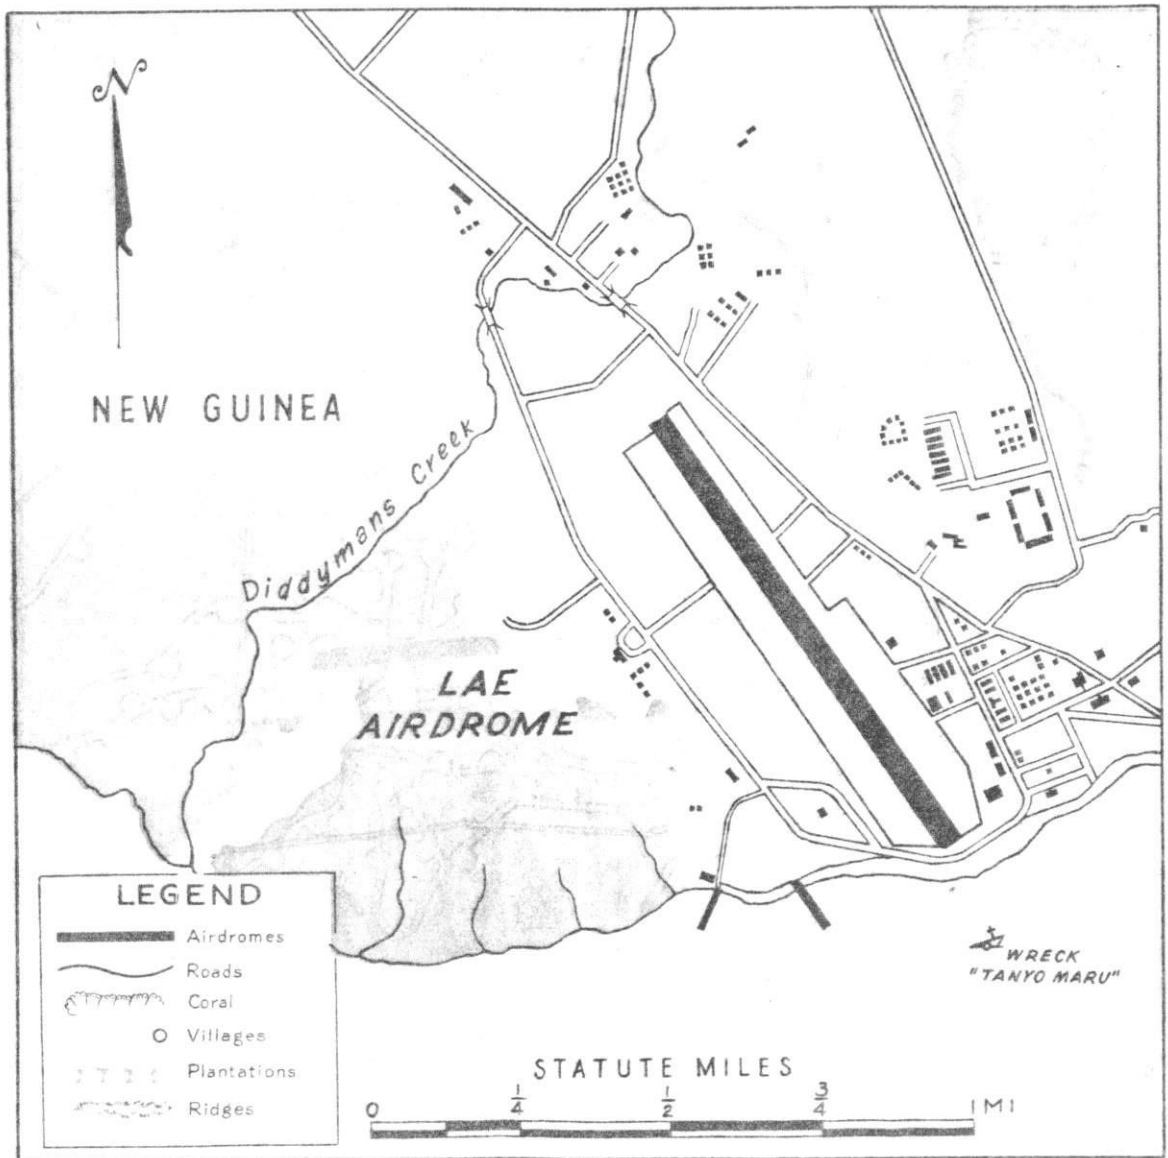 N
NEW GUINEA
Diddymans Creek
LAE
AIRDROME
LEGEND
Airdromes
Roads
Coral
Villages
Plantations
Ridges
WRECK
"TANYO MARU"
STATUTE MILES
0 1/4 1/2 3/4 1 MI